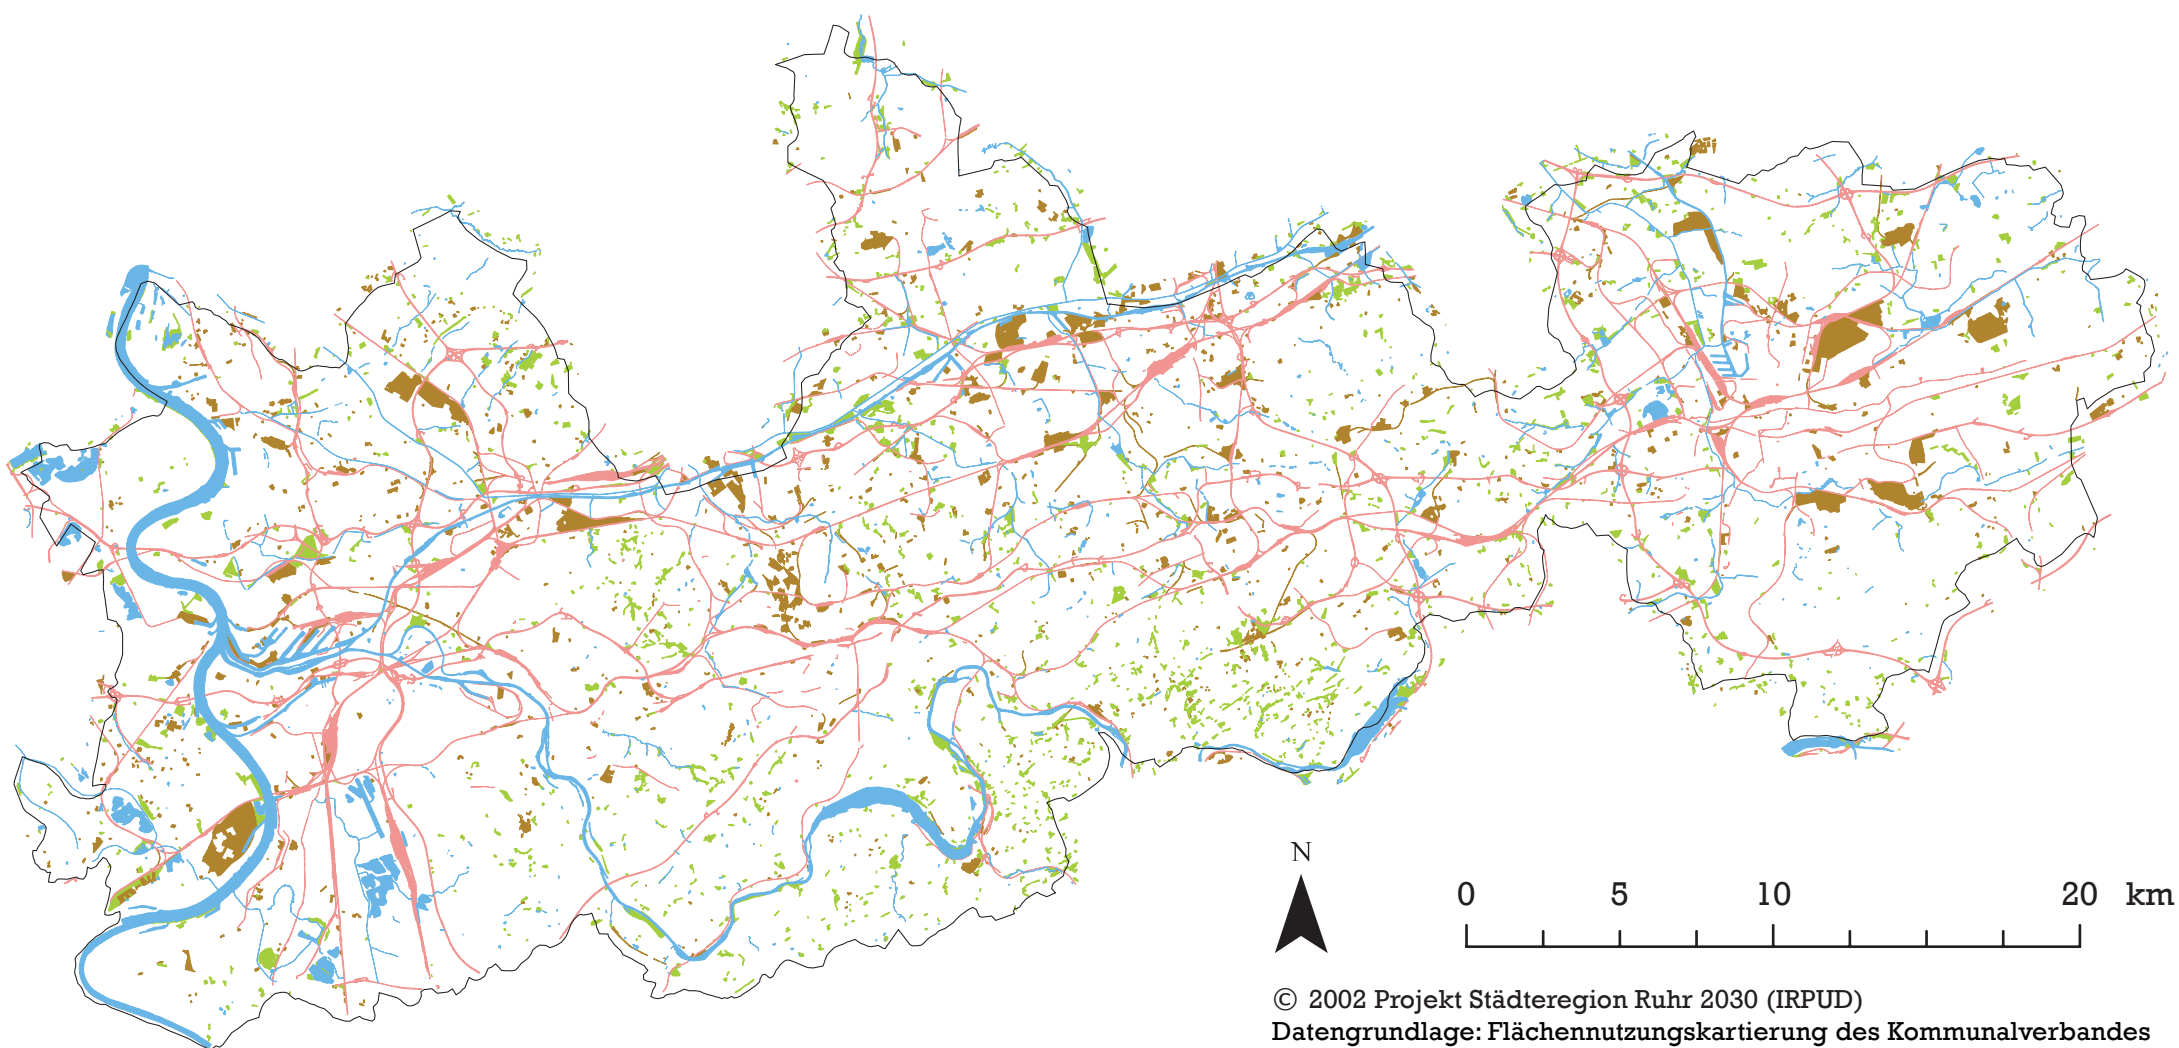 N
0 5 10 20 km
© 2002 Projekt Städteregion Ruhr 2030 (IRPUD)
Datengrundlage: Flächennutzungskartierung des Kommunalverbandes